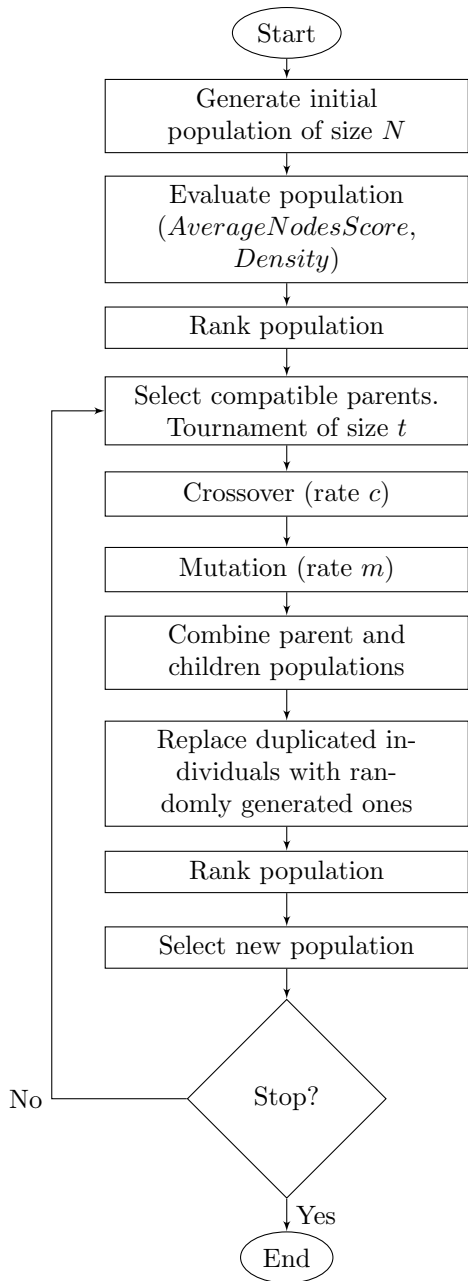 Start
Generate initial
population of size N
Evaluate population
(AverageNodesScore,
Density)
Rank population
Select compatible parents.
Tournament of size t
Crossover (rate c)
Mutation (rate m)
Combine parent and
children populations
Replace duplicated in-
dividuals with ran-
domly generated ones
Rank population
Select new population
Stop?
No
Yes
End